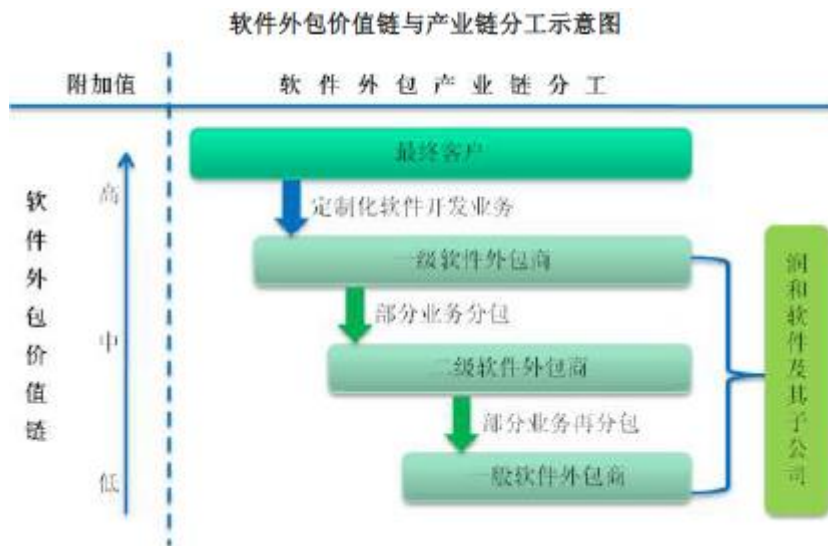 软件外包价值链与产业链分工示意图
附加值
软件外包产业链分工
最终客户
高
定制化软件开发业务
一级软件外包商
软件外包价值链
部分业务分包
中
二级软件外包商
部分业务再分包
低
一般软件外包商
润和软件及其子公司